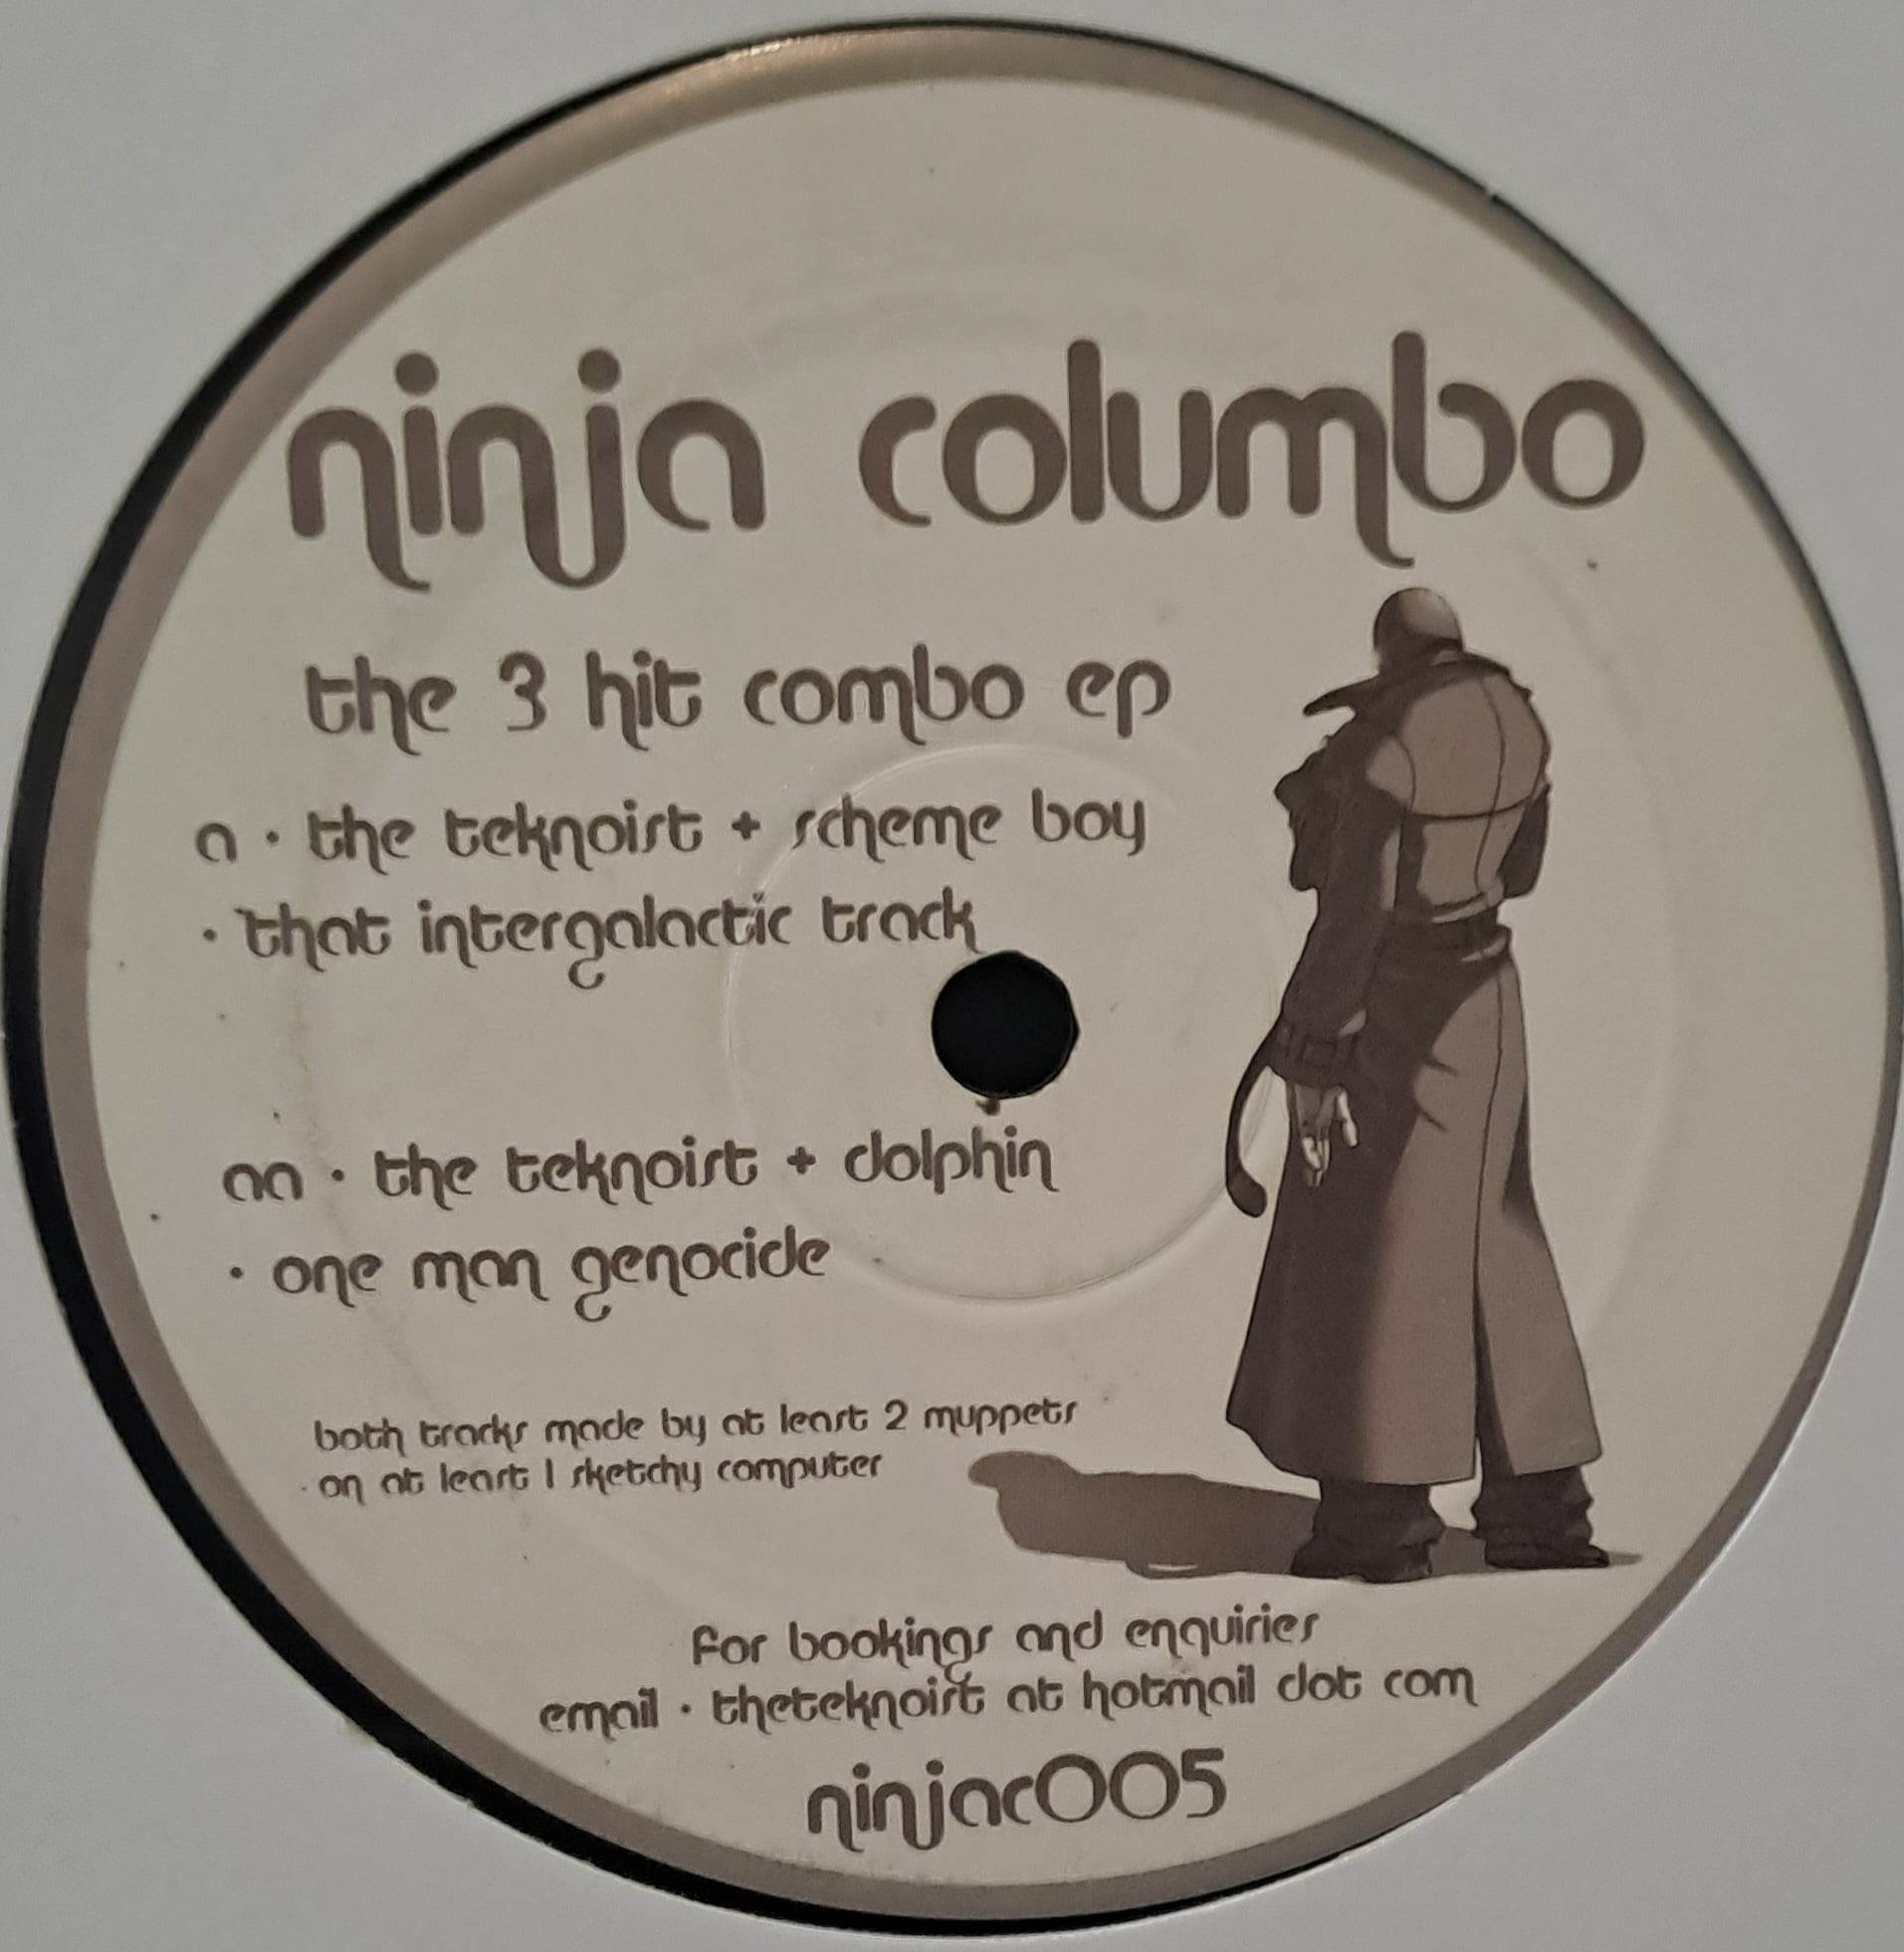 ninja columbo
the 3 hit combo ep
a · the teknoist + scheme boy
· that intergalactic track
aa · the teknoist + dolphin
· one man genocide
both tracks made by at least 2 muppets
· on at least 1 sketchy computer
for bookings and enquiries
email · theteknoist at hotmail dot com
ninjac005